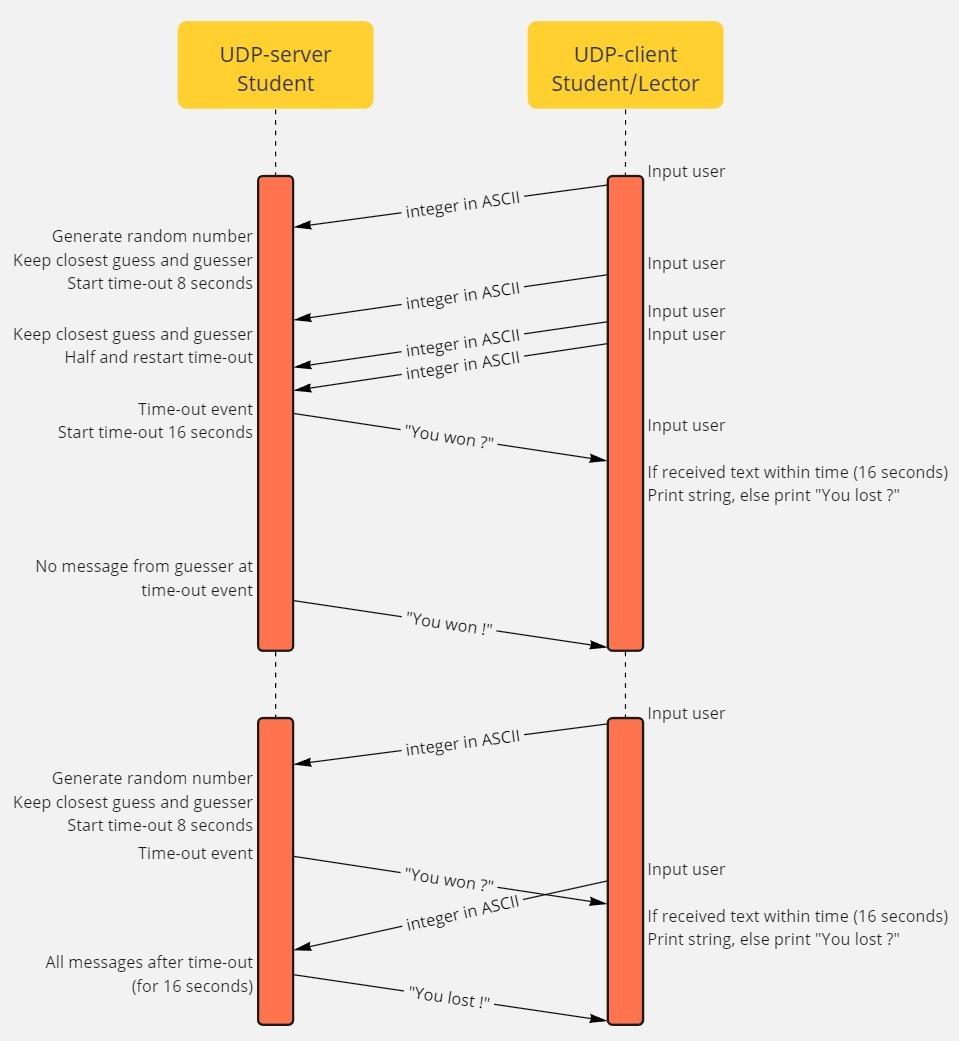 UDP-server
Student
UDP-client
Student/Lector
Input user
integer in ASCII
Generate random number
Keep closest guess and guesser
Start time-out 8 seconds
Input user
integer in ASCII
Input user
Keep closest guess and guesser
integer in ASCII
Input user
Half and restart time-out
integer in ASCII
Time-out event
Start time-out 16 seconds
Input user
"You won ?"
If received text within time (16 seconds)
Print string, else print "You lost ?"
No message from guesser at
time-out event
"You won !"
Input user
integer in ASCII
Generate random number
Keep closest guess and guesser
Start time-out 8 seconds
Time-out event
Input user
"You won ?"
integer in ASCII
If received text within time (16 seconds)
Print string, else print "You lost ?"
All messages after time-out
(for 16 seconds)
"You lost !"